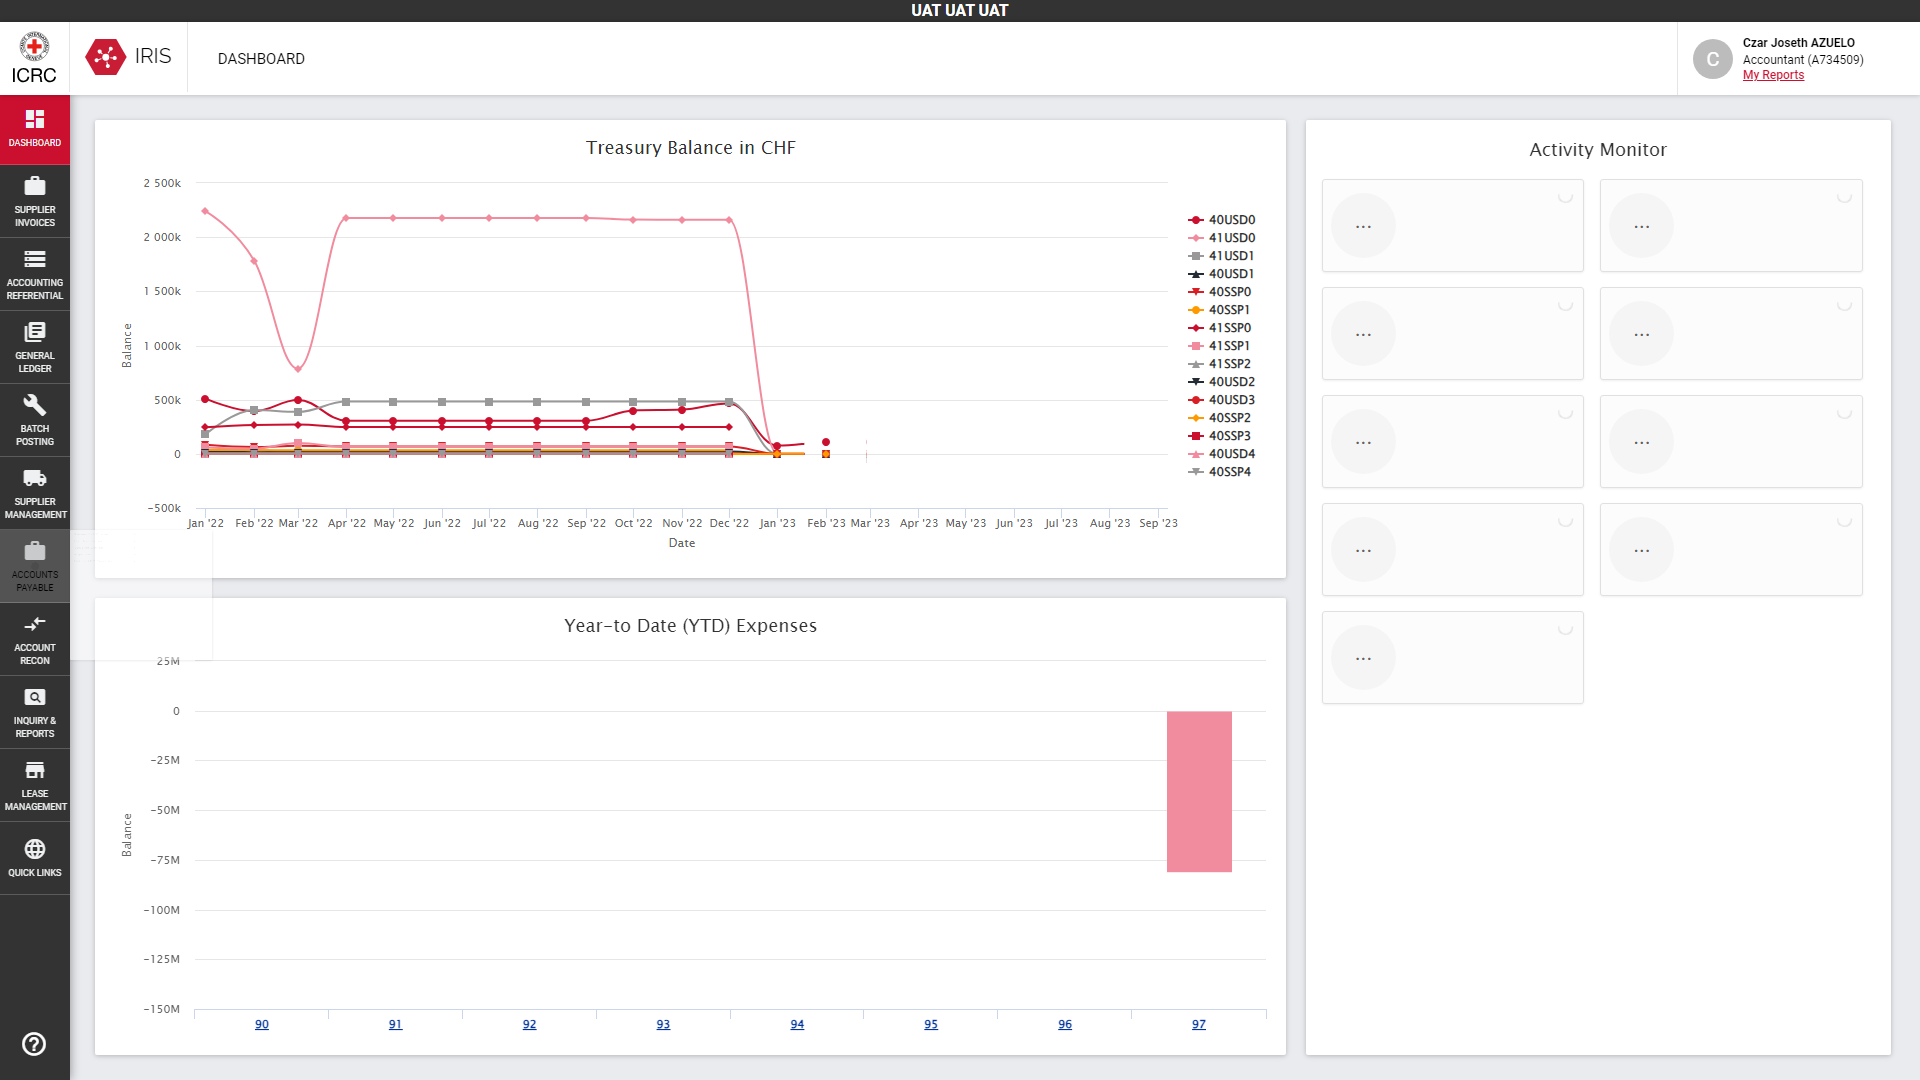 UAT UAT UAT
ICRC
IRIS
DASHBOARD
C
Czar Joseth AZUELO
Accountant (A734509)
My Reports
DASHBOARD
SUPPLIER
INVOICES
ACCOUNTING
REFERENTIAL
GENERAL
LEDGER
BATCH
POSTING
SUPPLIER
MANAGEMENT
ACCOUNTS
PAYABLE
ACCOUNT
RECON
INQUIRY &
REPORTS
LEASE
MANAGEMENT
QUICK LINKS
Treasury Balance in CHF
2 500k
2 000k
1 500k
1 000k
500k
0
−500k
Balance
Jan '22 Feb '22 Mar '22 Apr '22 May '22 Jun '22 Jul '22 Aug '22 Sep '22 Oct '22 Nov '22 Dec '22 Jan '23 Feb '23 Mar '23 Apr '23 May '23 Jun '23 Jul '23 Aug '23 Sep '23
Date
40USD0
41USD0
41USD1
40USD1
40SSP0
40SSP1
41SSP0
41SSP1
41SSP2
40USD2
40USD3
40SSP2
40SSP3
40USD4
40SSP4
Year-to Date (YTD) Expenses
25M
0
−25M
−50M
−75M
−100M
−125M
−150M
Balance
90 91 92 93 94 95 96 97
Activity Monitor
... ...
... ...
... ...
... ...
...